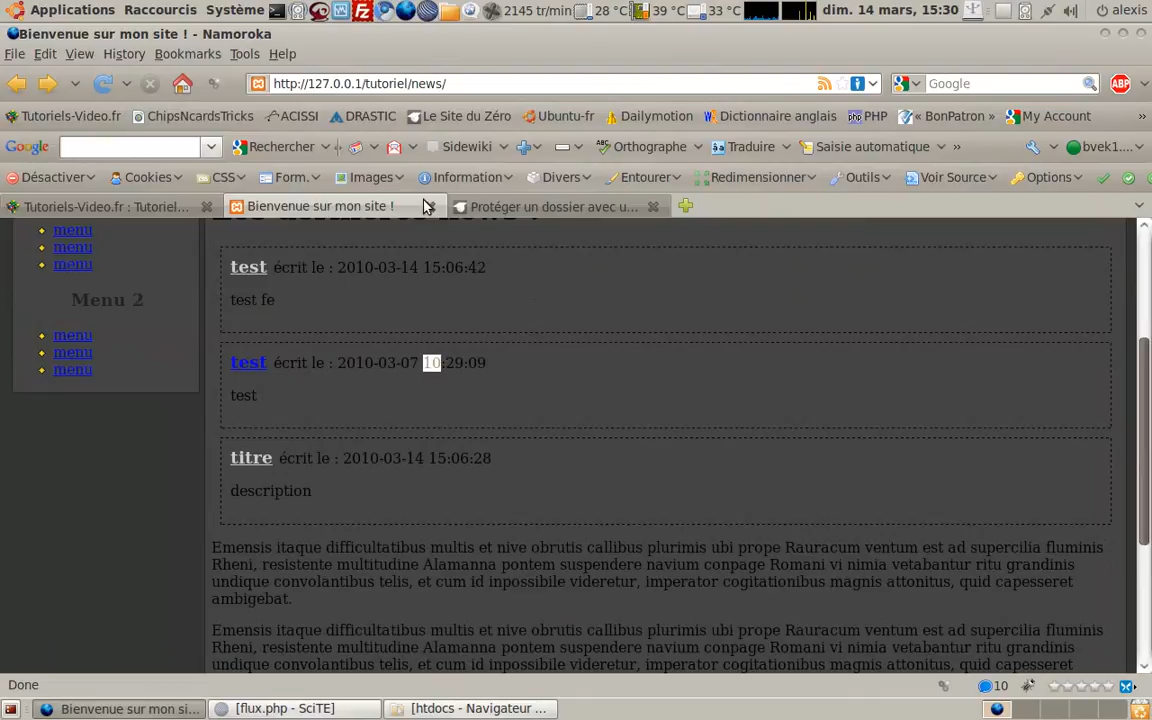 Applications Raccourcis Système 2145 tr/min 28 °C 39 °C 33 °C dim. 14 mars, 15:30 alexis
Bienvenue sur mon site ! - Namoroka
File Edit View History Bookmarks Tools Help
http://127.0.0.1/tutoriel/news/ Google ABP
Tutoriels-Video.fr ChipsNcardsTricks ACISSI DRASTIC Le Site du Zéro Ubuntu-fr Dailymotion Dictionnaire anglais php PHP « BonPatron » My Account »
Google Rechercher Sidewiki Orthographe Traduire Saisie automatique » bvek1....
Désactiver Cookies CSS Form. Images Information Divers Entourer Redimensionner Outils Voir Source Options
Tutoriels-Video.fr : Tutoriel... Bienvenue sur mon site ! Protéger un dossier avec u...
menu
menu
menu
Menu 2
menu
menu
menu
test écrit le : 2010-03-14 15:06:42
test fe
test écrit le : 2010-03-07 10:29:09
test
titre écrit le : 2010-03-14 15:06:28
description
Emensis itaque difficultatibus multis et nive obrutis callibus plurimis ubi prope Rauracum ventum est ad supercilia fluminis
Rheni, resistente multitudine Alamanna pontem suspendere navium conpage Romani vi nimia vetabantur ritu grandinis
undique convolantibus telis, et cum id inpossibile videretur, imperator cogitationibus magnis attonitus, quid capesseret
ambigebat.
Emensis itaque difficultatibus multis et nive obrutis callibus plurimis ubi prope Rauracum ventum est ad supercilia fluminis
Rheni, resistente multitudine Alamanna pontem suspendere navium conpage Romani vi nimia vetabantur ritu grandinis
undique convolantibus telis, et cum id inpossibile videretur, imperator cogitationibus magnis attonitus, quid capesseret
Done 10
Bienvenue sur mon si... [flux.php - SciTE] [htdocs - Navigateur ...